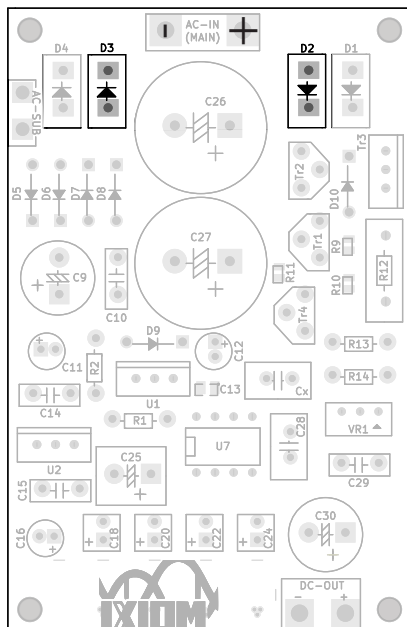 AC-IN
(MAIN)
D4
D3
D2
D1
AC-SUB
C26
Tr3
Tr2
D5
D6
D7
D8
D10
Tr1
R9
C27
R12
C9
C10
R11
R10
Tr4
D9
C11
R2
C12
R13
R14
C13
Cx
C14
U1
R1
C28
VR1
U7
U2
C25
C15
C29
C16
C18
C20
C22
C24
C30
IXIOM
DC-OUT